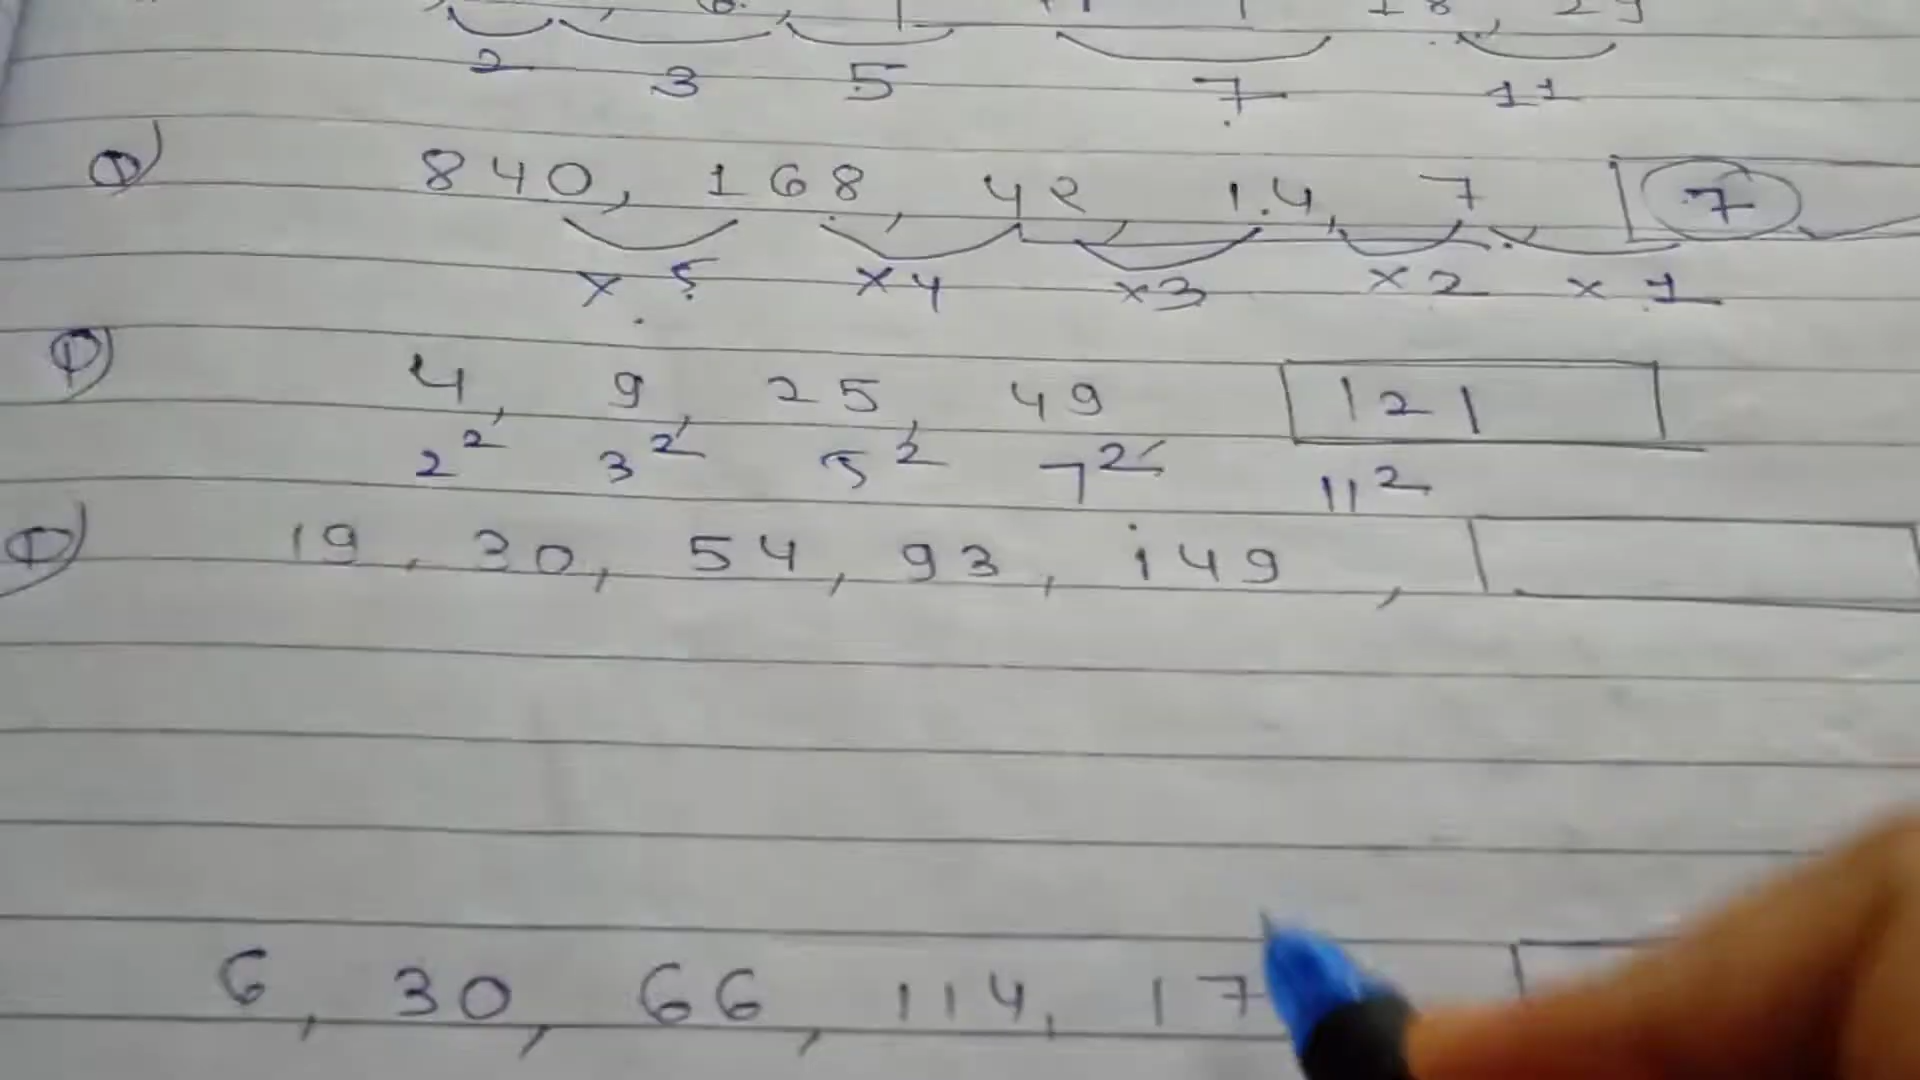 2 3 5 7 11
840, 168, 42, 14, 7 7
× 5 ×4 ×3 ×2 × 1
4, 9, 25, 49 121
2² 3² 5² 7² 11²
19, 30, 54, 93, 149,
6, 30, 66, 114, 17